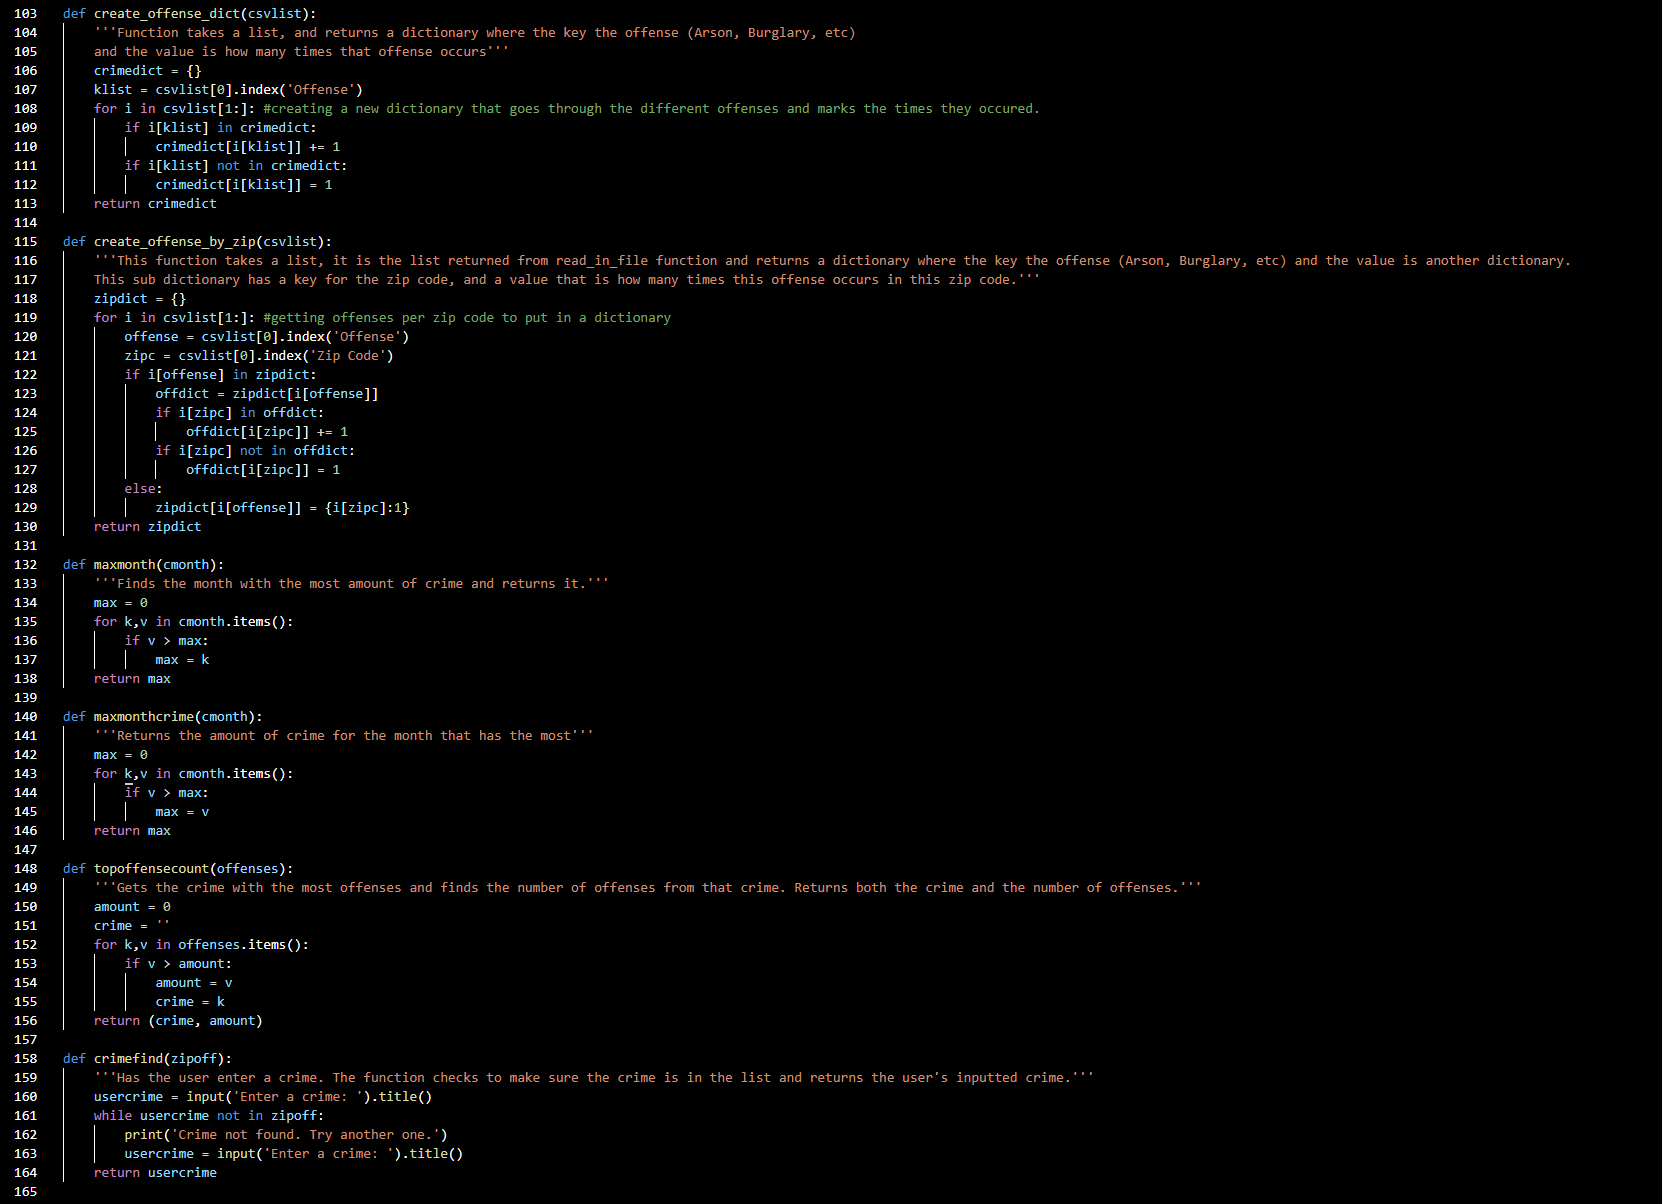 103 def create_offense_dict(csvlist):
104     '''Function takes a list, and returns a dictionary where the key the offense (Arson, Burglary, etc)
105     and the value is how many times that offense occurs'''
106     crimedict = {}
107     klist = csvlist[0].index('Offense')
108     for i in csvlist[1:]: #creating a new dictionary that goes through the different offenses and marks the times they occured.
109         if i[klist] in crimedict:
110             crimedict[i[klist]] += 1
111         if i[klist] not in crimedict:
112             crimedict[i[klist]] = 1
113     return crimedict
114
115 def create_offense_by_zip(csvlist):
116     '''This function takes a list, it is the list returned from read_in_file function and returns a dictionary where the key the offense (Arson, Burglary, etc) and the value is another dictionary.
117     This sub dictionary has a key for the zip code, and a value that is how many times this offense occurs in this zip code.'''
118     zipdict = {}
119     for i in csvlist[1:]: #getting offenses per zip code to put in a dictionary
120         offense = csvlist[0].index('Offense')
121         zipc = csvlist[0].index('Zip Code')
122         if i[offense] in zipdict:
123             offdict = zipdict[i[offense]]
124             if i[zipc] in offdict:
125                 offdict[i[zipc]] += 1
126             if i[zipc] not in offdict:
127                 offdict[i[zipc]] = 1
128         else:
129             zipdict[i[offense]] = {i[zipc]:1}
130     return zipdict
131
132 def maxmonth(cmonth):
133     '''Finds the month with the most amount of crime and returns it.'''
134     max = 0
135     for k,v in cmonth.items():
136         if v > max:
137             max = k
138     return max
139
140 def maxmonthcrime(cmonth):
141     '''Returns the amount of crime for the month that has the most'''
142     max = 0
143     for k,v in cmonth.items():
144         if v > max:
145             max = v
146     return max
147
148 def topoffensecount(offenses):
149     '''Gets the crime with the most offenses and finds the number of offenses from that crime. Returns both the crime and the number of offenses.'''
150     amount = 0
151     crime = ''
152     for k,v in offenses.items():
153         if v > amount:
154             amount = v
155             crime = k
156     return (crime, amount)
157
158 def crimefind(zipoff):
159     '''Has the user enter a crime. The function checks to make sure the crime is in the list and returns the user's inputted crime.'''
160     usercrime = input('Enter a crime: ').title()
161     while usercrime not in zipoff:
162         print('Crime not found. Try another one.')
163         usercrime = input('Enter a crime: ').title()
164     return usercrime
165